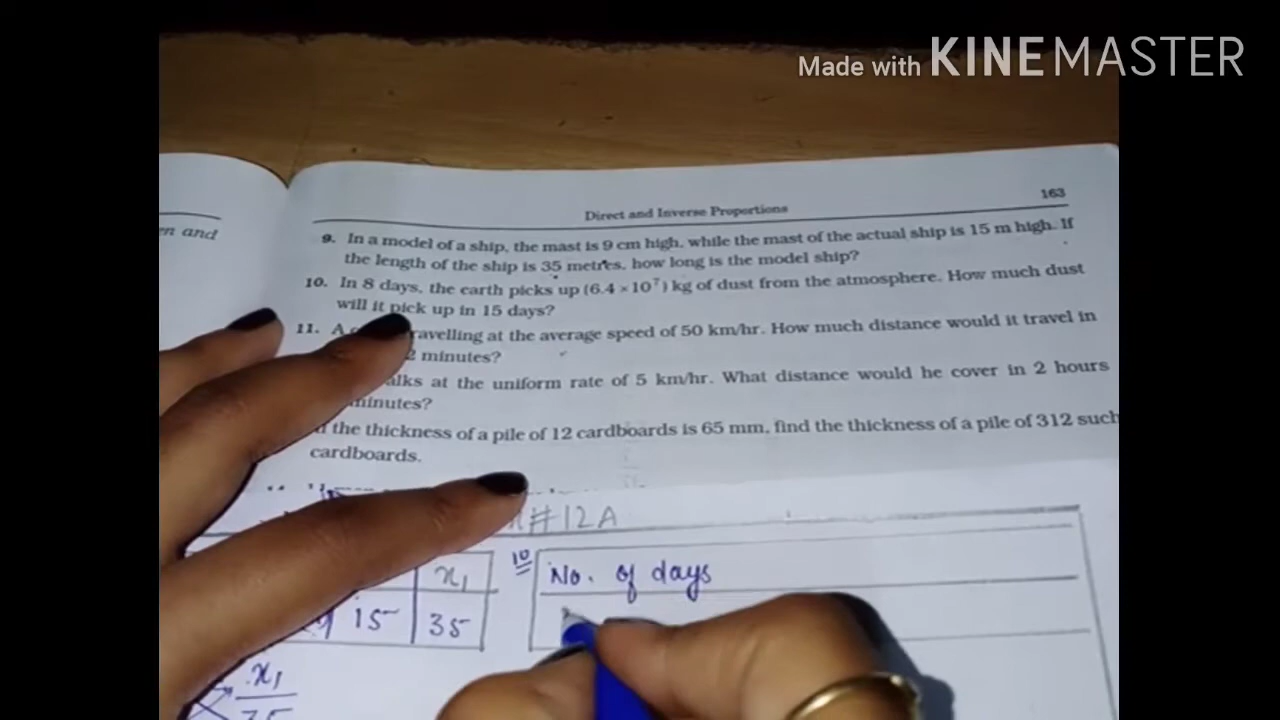 Made with KINEMASTER
163
Direct and Inverse Proportions
en and
9. In a model of a ship, the mast is 9 cm high, while the mast of the actual ship is 15 m high. If
the length of the ship is 35 metres, how long is the model ship?
10. In 8 days, the earth picks up (6.4 × 10⁷) kg of dust from the atmosphere. How much dust
will it pick up in 15 days?
11. A ravelling at the average speed of 50 km/hr. How much distance would it travel in
2 minutes?
alks at the uniform rate of 5 km/hr. What distance would he cover in 2 hours
minutes?
the thickness of a pile of 12 cardboards is 65 mm, find the thickness of a pile of 312 such
cardboards.
#12A
10 No. of days
x₁
15 35
x₁
35